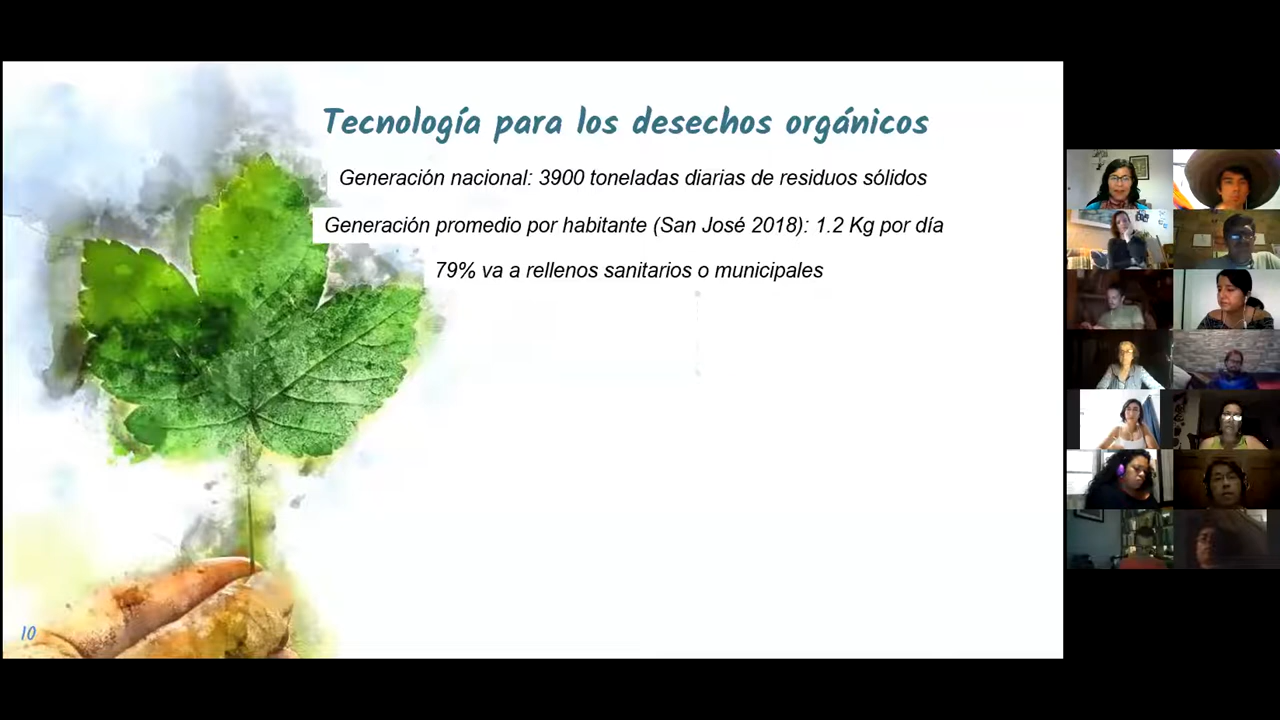 Tecnología para los desechos orgánicos
Generación nacional: 3900 toneladas diarias de residuos sólidos
Generación promedio por habitante (San José 2018): 1.2 Kg por día
79% va a rellenos sanitarios o municipales
10